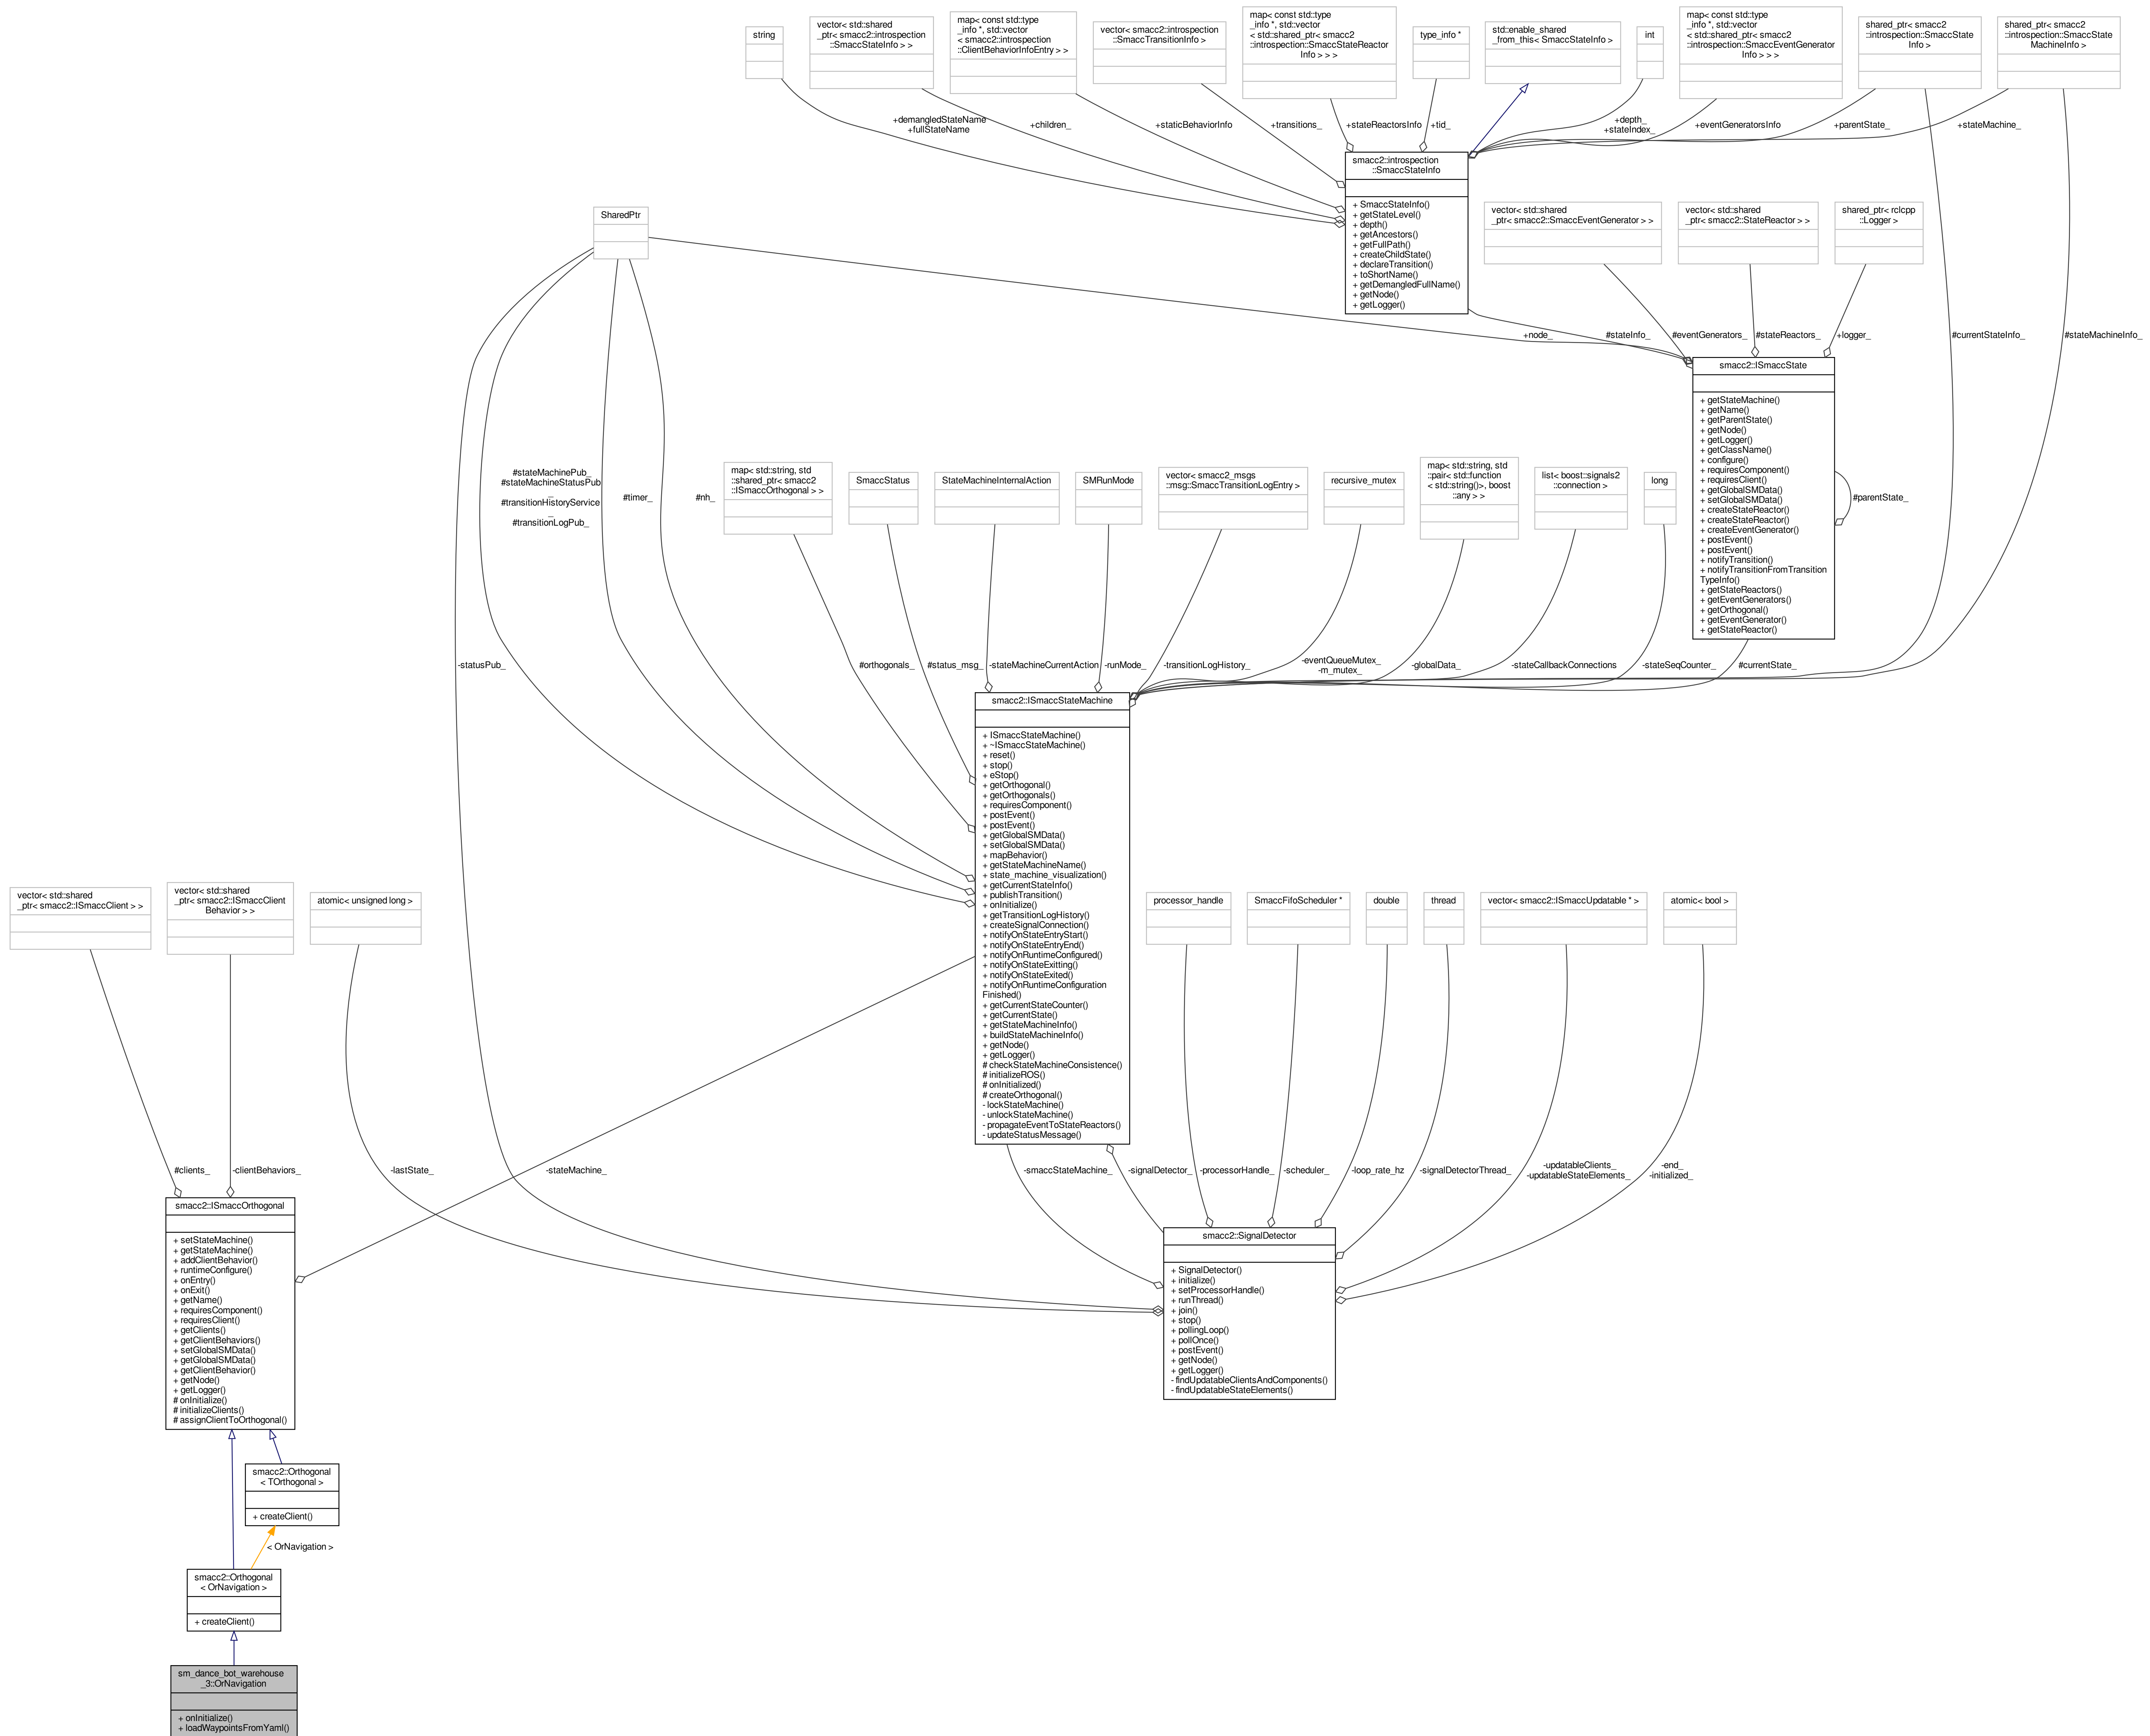 string
vector< std::shared
_ptr< smacc2::introspection
::SmaccStateInfo > >
map< const std::type
_info *, std::vector
< smacc2::introspection
::ClientBehaviorInfoEntry > >
vector< smacc2::introspection
::SmaccTransitionInfo >
map< const std::type
_info *, std::vector
< std::shared_ptr< smacc2
::introspection::SmaccStateReactor
Info > > >
type_info *
std::enable_shared
_from_this< SmaccStateInfo >
int
map< const std::type
_info *, std::vector
< std::shared_ptr< smacc2
::introspection::SmaccEventGenerator
Info > > >
shared_ptr< smacc2
::introspection::SmaccState
Info >
shared_ptr< smacc2
::introspection::SmaccState
MachineInfo >
+demangledStateName
+fullStateName
+children_
+staticBehaviorInfo
+transitions_
+stateReactorsInfo
+tid_
+depth_
+stateIndex_
+eventGeneratorsInfo
+parentState_
+stateMachine_
smacc2::introspection
::SmaccStateInfo
+ SmaccStateInfo()
+ getStateLevel()
+ depth()
+ getAncestors()
+ getFullPath()
+ createChildState()
+ declareTransition()
+ toShortName()
+ getDemangledFullName()
+ getNode()
+ getLogger()
SharedPtr
vector< std::shared
_ptr< smacc2::SmaccEventGenerator > >
vector< std::shared
_ptr< smacc2::StateReactor > >
shared_ptr< rclcpp
::Logger >
+node_
#stateInfo_
#eventGenerators_
#stateReactors_
+logger_
#currentStateInfo_
#stateMachineInfo_
smacc2::ISmaccState
+ getStateMachine()
+ getName()
+ getParentState()
+ getNode()
+ getLogger()
+ getClassName()
+ configure()
+ requiresComponent()
+ requiresClient()
+ getGlobalSMData()
+ setGlobalSMData()
+ createStateReactor()
+ createStateReactor()
+ createEventGenerator()
+ postEvent()
+ postEvent()
+ notifyTransition()
+ notifyTransitionFromTransition
TypeInfo()
+ getStateReactors()
+ getEventGenerators()
+ getOrthogonal()
+ getEventGenerator()
+ getStateReactor()
#parentState_
#stateMachinePub_
#stateMachineStatusPub
_
#transitionHistoryService
_
#transitionLogPub_
#timer_
#nh_
map< std::string, std
::shared_ptr< smacc2
::ISmaccOrthogonal > >
SmaccStatus
StateMachineInternalAction
SMRunMode
vector< smacc2_msgs
::msg::SmaccTransitionLogEntry >
recursive_mutex
map< std::string, std
::pair< std::function
< std::string()>, boost
::any > >
list< boost::signals2
::connection >
long
-statusPub_
#orthogonals_
#status_msg_
-stateMachineCurrentAction
-runMode_
-transitionLogHistory_
-eventQueueMutex_
-m_mutex_
-globalData_
-stateCallbackConnections
-stateSeqCounter_
#currentState_
smacc2::ISmaccStateMachine
+ ISmaccStateMachine()
+ ~ISmaccStateMachine()
+ reset()
+ stop()
+ eStop()
+ getOrthogonal()
+ getOrthogonals()
+ requiresComponent()
+ postEvent()
+ postEvent()
+ getGlobalSMData()
+ setGlobalSMData()
+ mapBehavior()
+ getStateMachineName()
+ state_machine_visualization()
+ getCurrentStateInfo()
+ publishTransition()
+ onInitialize()
+ getTransitionLogHistory()
+ createSignalConnection()
+ notifyOnStateEntryStart()
+ notifyOnStateEntryEnd()
+ notifyOnRuntimeConfigured()
+ notifyOnStateExitting()
+ notifyOnStateExited()
+ notifyOnRuntimeConfiguration
Finished()
+ getCurrentStateCounter()
+ getCurrentState()
+ getStateMachineInfo()
+ buildStateMachineInfo()
+ getNode()
+ getLogger()
# checkStateMachineConsistence()
# initializeROS()
# onInitialized()
# createOrthogonal()
- lockStateMachine()
- unlockStateMachine()
- propagateEventToStateReactors()
- updateStatusMessage()
vector< std::shared
_ptr< smacc2::ISmaccClient > >
vector< std::shared
_ptr< smacc2::ISmaccClient
Behavior > >
atomic< unsigned long >
processor_handle
SmaccFifoScheduler *
double
thread
vector< smacc2::ISmaccUpdatable * >
atomic< bool >
#clients_
-clientBehaviors_
-lastState_
-stateMachine_
-smaccStateMachine_
-signalDetector_
-processorHandle_
-scheduler_
-loop_rate_hz
-signalDetectorThread_
-updatableClients_
-updatableStateElements_
-end_
-initialized_
smacc2::ISmaccOrthogonal
+ setStateMachine()
+ getStateMachine()
+ addClientBehavior()
+ runtimeConfigure()
+ onEntry()
+ onExit()
+ getName()
+ requiresComponent()
+ requiresClient()
+ getClients()
+ getClientBehaviors()
+ setGlobalSMData()
+ getGlobalSMData()
+ getClientBehavior()
+ getNode()
+ getLogger()
# onInitialize()
# initializeClients()
# assignClientToOrthogonal()
smacc2::SignalDetector
+ SignalDetector()
+ initialize()
+ setProcessorHandle()
+ runThread()
+ join()
+ stop()
+ pollingLoop()
+ pollOnce()
+ postEvent()
+ getNode()
+ getLogger()
- findUpdatableClientsAndComponents()
- findUpdatableStateElements()
smacc2::Orthogonal
< TOrthogonal >
+ createClient()
< OrNavigation >
smacc2::Orthogonal
< OrNavigation >
+ createClient()
sm_dance_bot_warehouse
_3::OrNavigation
+ onInitialize()
+ loadWaypointsFromYaml()